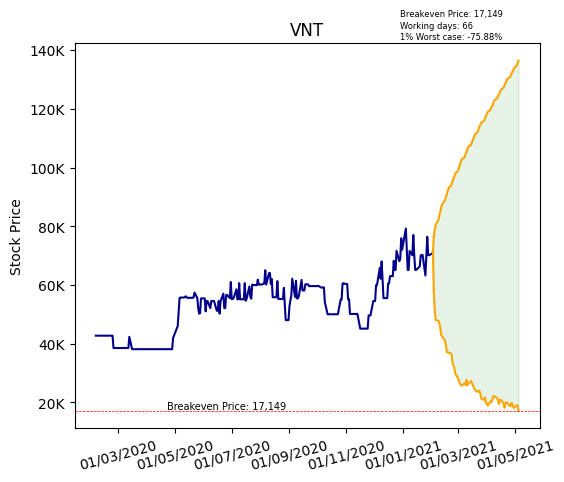 Breakeven Price: 17,149
Working days: 66
1% Worst case: -75.88%
VNT
Stock Price
140K
120K
100K
80K
60K
40K
20K
Breakeven Price: 17,149
01/03/2020
01/05/2020
01/07/2020
01/09/2020
01/11/2020
01/01/2021
01/03/2021
01/05/2021